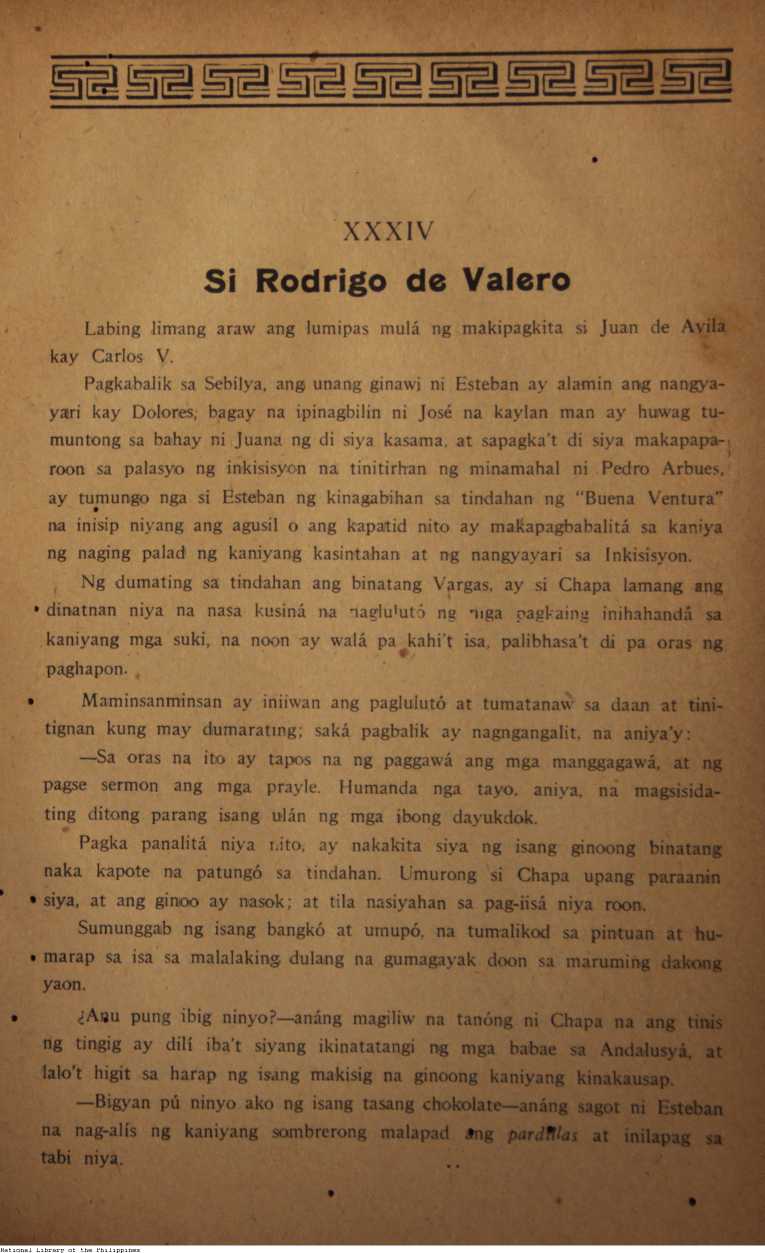 XXXIV
Si Rodrigo de Valero
Labing limang araw ang lumipas mulá ng makipagkita si Juan de Avila
kay Carlos V.
Pagkabalik sa Sebilya, ang unang ginawi ni Esteban ay alamin ang nangya-
yari kay Dolores; bagay na ipinagbilin ni José na kaylan man ay huwag tu-
muntong sa bahay ni Juana ng di siya kasama, at sapagka't di siya makapapa-
roon sa palasyo ng inkisisyon na tinitirhan ng minamahal ni Pedro Arbues,
ay tumungo nga si Esteban ng kinagabihan sa tindahan ng "Buena Ventura"
na inisip niyang ang agusil o ang kapatid nito ay makapagbabalitá sa kaniya
ng naging palad ng kaniyang kasintahan at ng nangyayari sa Inkisisyon.
Ng dumating sa tindahan ang binatang Vargas, ay si Chapa lamang ang
dinatnan niya na nasa kusiná na naglulutó ng mga pagkaing inihahandá sa
kaniyang mga suki, na noon ay walá pa kahi't isa, palibhasa't di pa oras ng
paghapon.
Maminsanminsan ay iniiwan ang paglulutó at tumatanaw sa daan at tini-
tignan kung may dumarating; saká pagbalik ay nagngangalit, na aniya'y:
—Sa oras na ito ay tapos na ng paggawá ang mga manggagawá, at ng
pagse sermon ang mga prayle. Humanda nga tayo, aniya, na magsisida-
ting ditong parang isang ulán ng mga ibong dayukdok.
Pagka panalitá niya nito, ay nakakita siya ng isang ginoong binatang
naka kapote na patungó sa tindahan. Umurong si Chapa upang paraanin
siya, at ang ginoo ay nasok; at tila nasiyahan sa pag-iisá niya roon.
Sumunggab ng isang bangkó at umupó, na tumalikod sa pintuan at hu-
marap sa isa sa malalaking dulang na gumagayak doon sa maruming dakong
yaon.
¿Anu pung ibig ninyo?—anáng magiliw na tanóng ni Chapa na ang tinis
ng tingig ay dilí iba't siyang ikinatatangi ng mga babae sa Andalusyá, at
lalo't higit sa harap ng isang makisig na ginoong kaniyang kinakausap.
—Bigyan pú ninyo ako ng isang tasang chokolate—anáng sagot ni Esteban
na nag-alís ng kaniyang sombrerong malapad ang pardillas at inilapag sa
tabi niya.
National Library of the Philippines